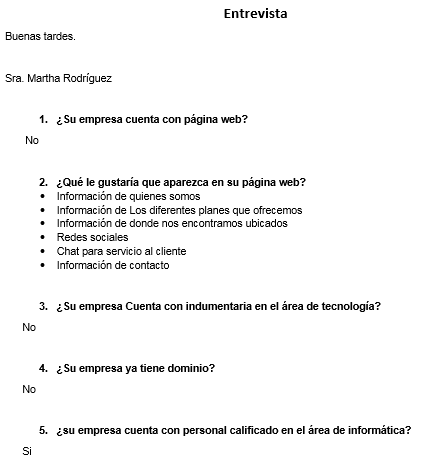 Entrevista
Buenas tardes.
Sra. Martha Rodríguez
1. ¿Su empresa cuenta con página web?
No
2. ¿Qué le gustaría que aparezca en su página web?
• Información de quienes somos
• Información de Los diferentes planes que ofrecemos
• Información de donde nos encontramos ubicados
• Redes sociales
• Chat para servicio al cliente
• Información de contacto
3. ¿Su empresa Cuenta con indumentaria en el área de tecnología?
No
4. ¿Su empresa ya tiene dominio?
No
5. ¿su empresa cuenta con personal calificado en el área de informática?
Si